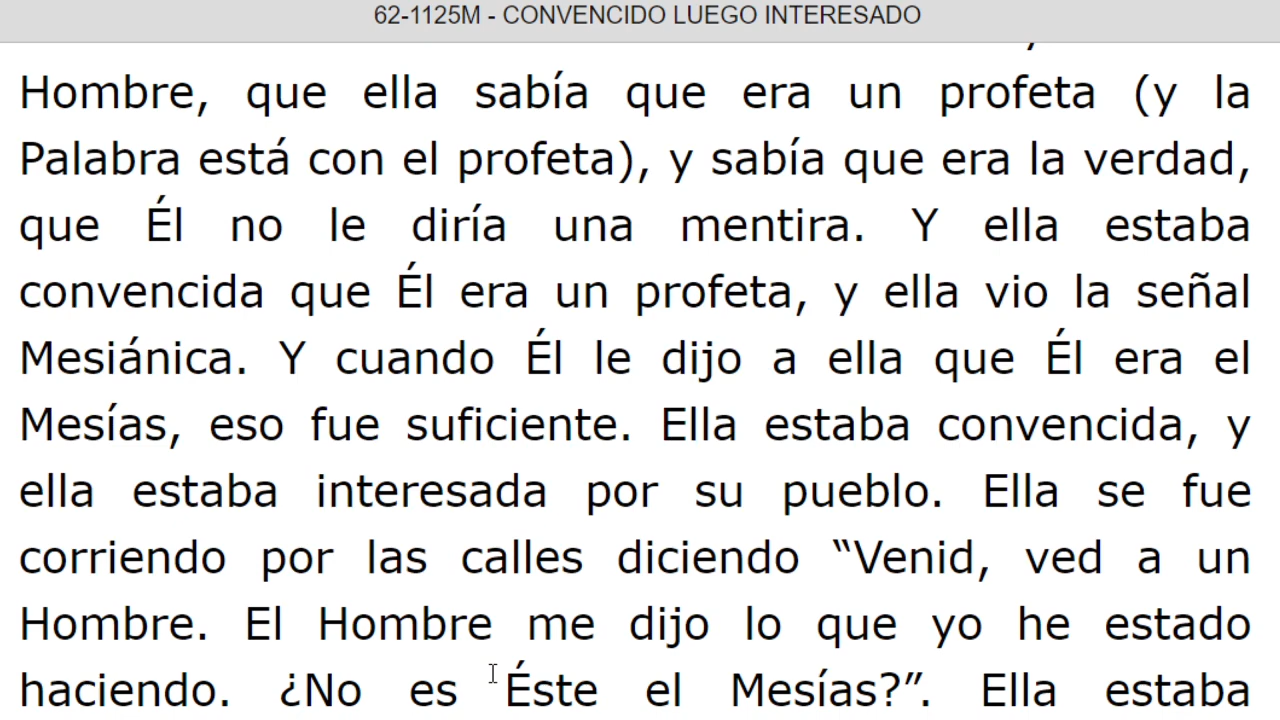 62-1125M - CONVENCIDO LUEGO INTERESADO
Hombre, que ella sabía que era un profeta (y la
Palabra está con el profeta), y sabía que era la verdad,
que Él no le diría una mentira. Y ella estaba
convencida que Él era un profeta, y ella vio la señal
Mesiánica. Y cuando Él le dijo a ella que Él era el
Mesías, eso fue suficiente. Ella estaba convencida, y
ella estaba interesada por su pueblo. Ella se fue
corriendo por las calles diciendo “Venid, ved a un
Hombre. El Hombre me dijo lo que yo he estado
haciendo. ¿No es Éste el Mesías?”. Ella estaba